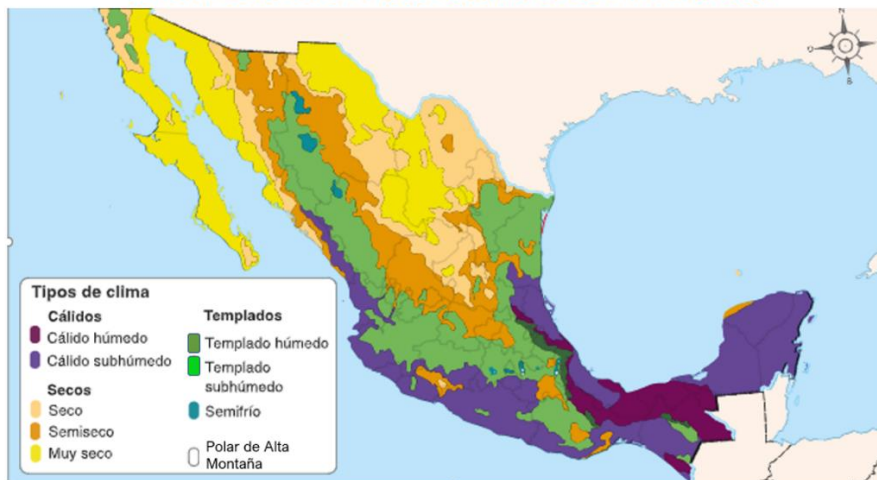 N
O
S
Tipos de clima
Cálidos
Cálido húmedo
Cálido subhúmedo
Secos
Seco
Semiseco
Muy seco
Templados
Templado húmedo
Templado
subhúmedo
Semifrío
Polar de Alta
Montaña